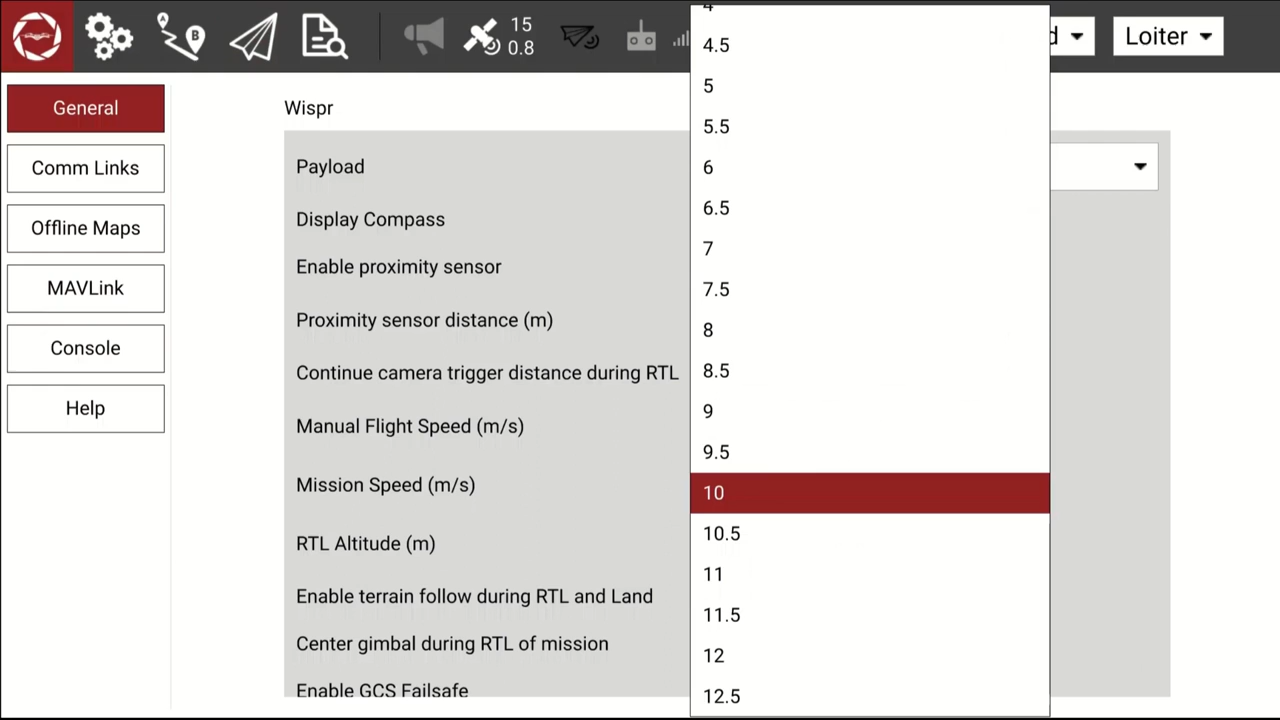 A
B
15
0.8
d
Loiter
General
Comm Links
Offline Maps
MAVLink
Console
Help
Wispr
Payload
Display Compass
Enable proximity sensor
Proximity sensor distance (m)
Continue camera trigger distance during RTL
Manual Flight Speed (m/s)
Mission Speed (m/s)
RTL Altitude (m)
Enable terrain follow during RTL and Land
Center gimbal during RTL of mission
Enable GCS Failsafe
4
4.5
5
5.5
6
6.5
7
7.5
8
8.5
9
9.5
10
10.5
11
11.5
12
12.5